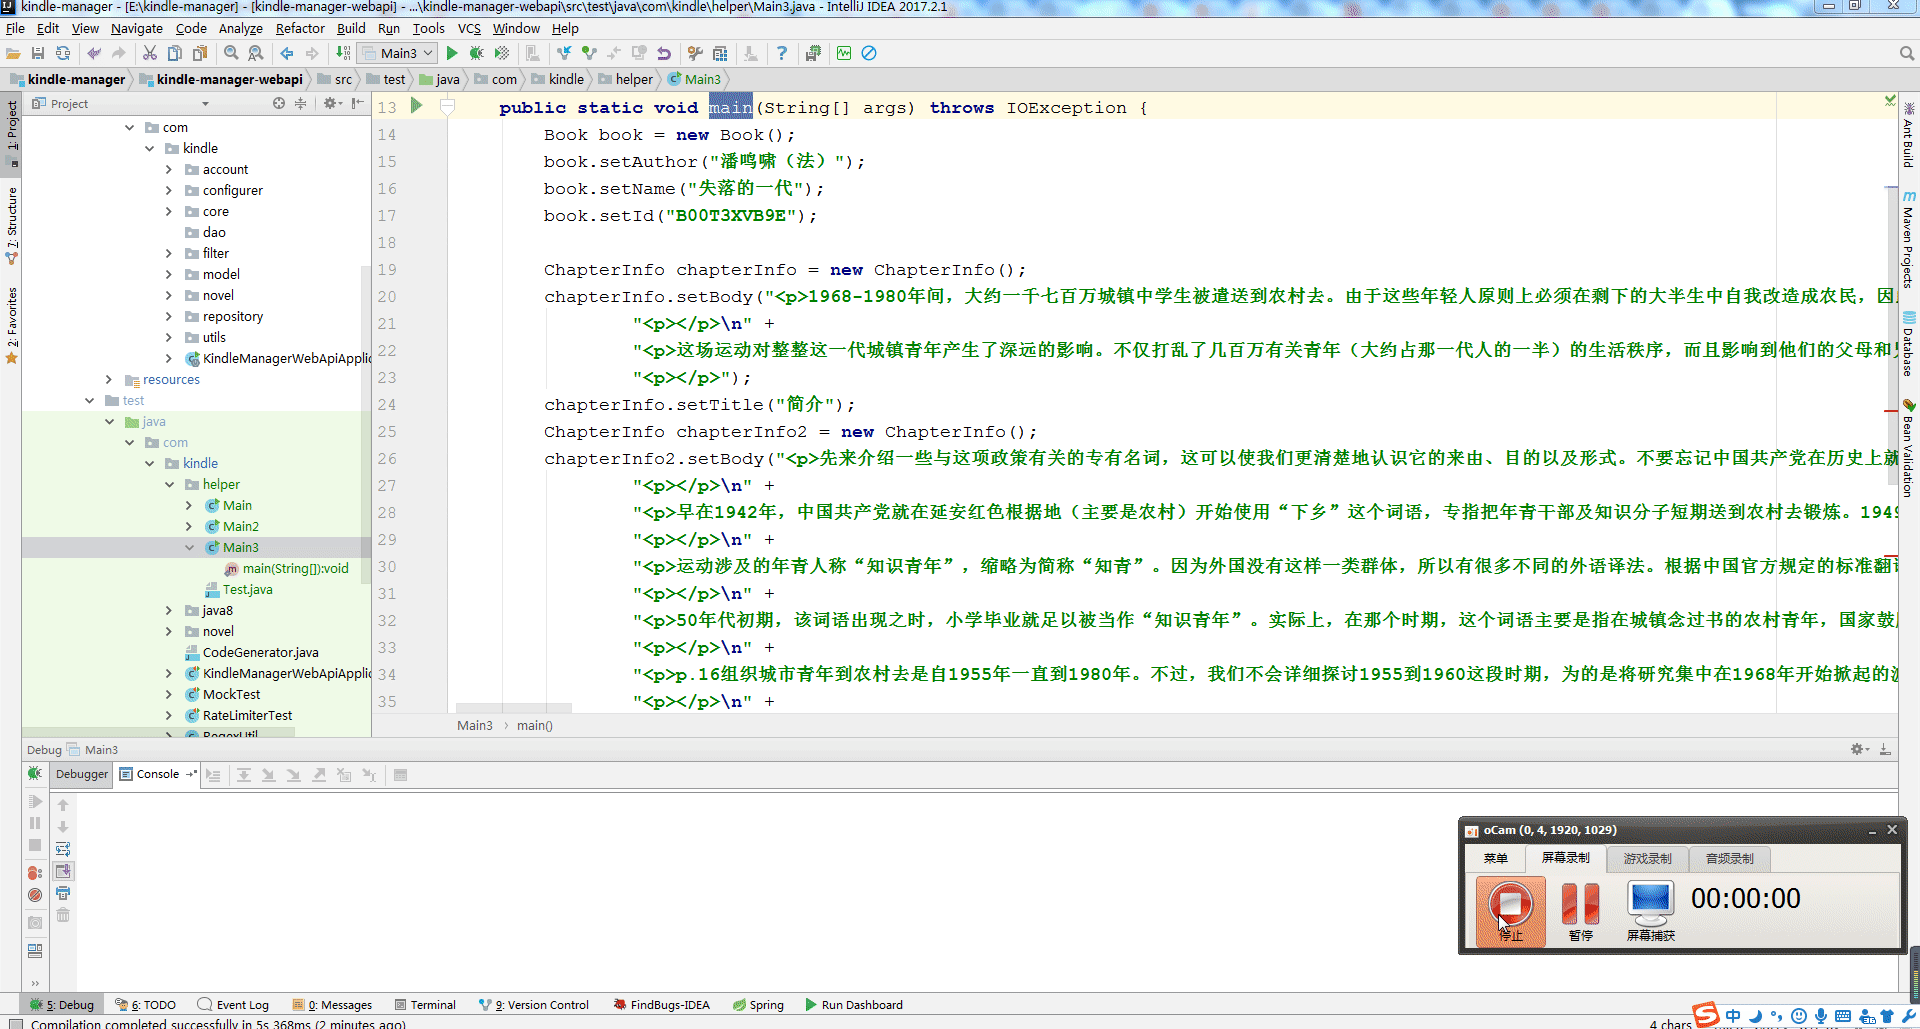 kindle-manager - [E:\kindle-manager] - [kindle-manager-webapi] - ...\kindle-manager-webapi\src\test\java\com\kindle\helper\Main3.java - IntelliJ IDEA 2017.2.1
File Edit View Navigate Code Analyze Refactor Build Run Tools VCS Window Help
Main3
kindle-manager kindle-manager-webapi src test java com kindle helper Main3
Project
com
kindle
account
configurer
core
dao
filter
model
novel
repository
utils
KindleManagerWebApiApplic
resources
test
java
com
kindle
helper
Main
Main2
Main3
main(String[]):void
Test.java
java8
novel
CodeGenerator.java
KindleManagerWebApiApplic
MockTest
RateLimiterTest
RegexUtil
1: Project
7: Structure
2: Favorites
13 public static void main(String[] args) throws IOException {
14 Book book = new Book();
15 book.setAuthor("潘鸣啸（法）");
16 book.setName("失落的一代");
17 book.setId("B00T3XVB9E");
18
19 ChapterInfo chapterInfo = new ChapterInfo();
20 chapterInfo.setBody("<p>1968-1980年间，大约一千七百万城镇中学生被遣送到农村去。由于这些年轻人原则上必须在剩下的大半生中自我改造成农民，因
21 "<p></p>\n" +
22 "<p>这场运动对整整这一代城镇青年产生了深远的影响。不仅打乱了几百万有关青年（大约占那一代人的一半）的生活秩序，而且影响到他们的父母和
23 "<p></p>");
24 chapterInfo.setTitle("简介");
25 ChapterInfo chapterInfo2 = new ChapterInfo();
26 chapterInfo2.setBody("<p>先来介绍一些与这项政策有关的专有名词，这可以使我们更清楚地认识它的来由、目的以及形式。不要忘记中国共产党在历史上就
27 "<p></p>\n" +
28 "<p>早在1942年，中国共产党就在延安红色根据地（主要是农村）开始使用“下乡”这个词语，专指把年青干部及知识分子短期送到农村去锻炼。1949
29 "<p></p>\n" +
30 "<p>运动涉及的年青人称“知识青年”，缩略为简称“知青”。因为外国没有这样一类群体，所以有很多不同的外语译法。根据中国官方规定的标准翻译
31 "<p></p>\n" +
32 "<p>50年代初期，该词语出现之时，小学毕业就足以被当作“知识青年”。实际上，在那个时期，这个词语主要是指在城镇念过书的农村青年，国家鼓
33 "<p></p>\n" +
34 "<p>p.16组织城市青年到农村去是自1955年一直到1980年。不过，我们不会详细探讨1955到1960这段时期，为的是将研究集中在1968年开始掀起的
35 "<p></p>\n" +
Main3 › main()
Ant Build
Maven Projects
Database
Bean Validation
Debug Main3
Debugger Console
oCam (0, 4, 1920, 1029)
菜单 屏幕录制 游戏录制 音频录制
停止 暂停 屏幕捕获 00:00:00
5: Debug 6: TODO Event Log 0: Messages Terminal 9: Version Control FindBugs-IDEA Spring Run Dashboard
Compilation completed successfully in 5s 368ms (2 minutes ago)
4 chars
中